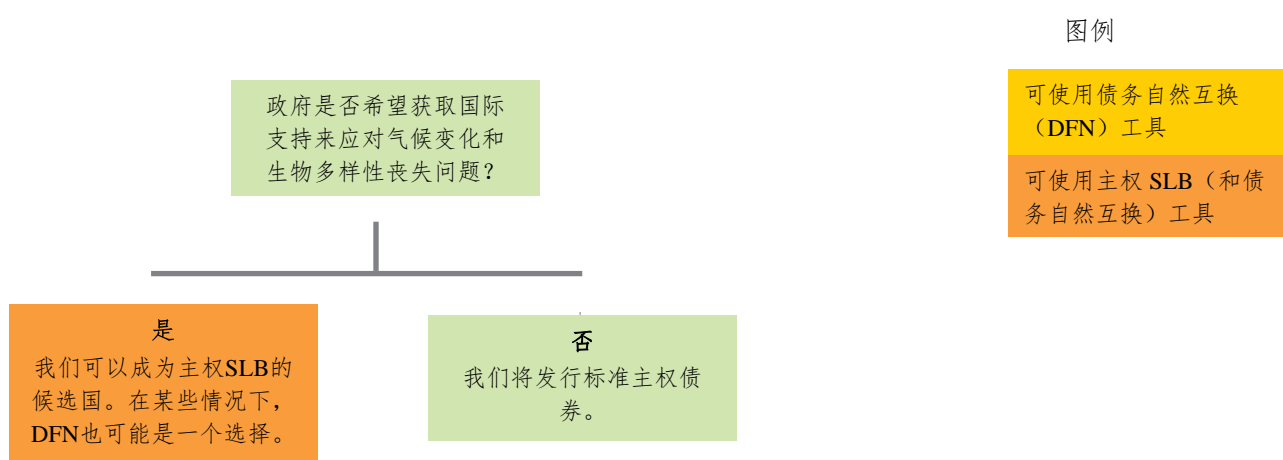 图例
政府是否希望获取国际
支持来应对气候变化和
生物多样性丧失问题？
可使用债务自然互换
（DFN）工具
可使用主权 SLB（和债
务自然互换）工具
是
我们可以成为主权SLB的
候选国。在某些情况下，
DFN也可能是一个选择。
否
我们将发行标准主权债
券。